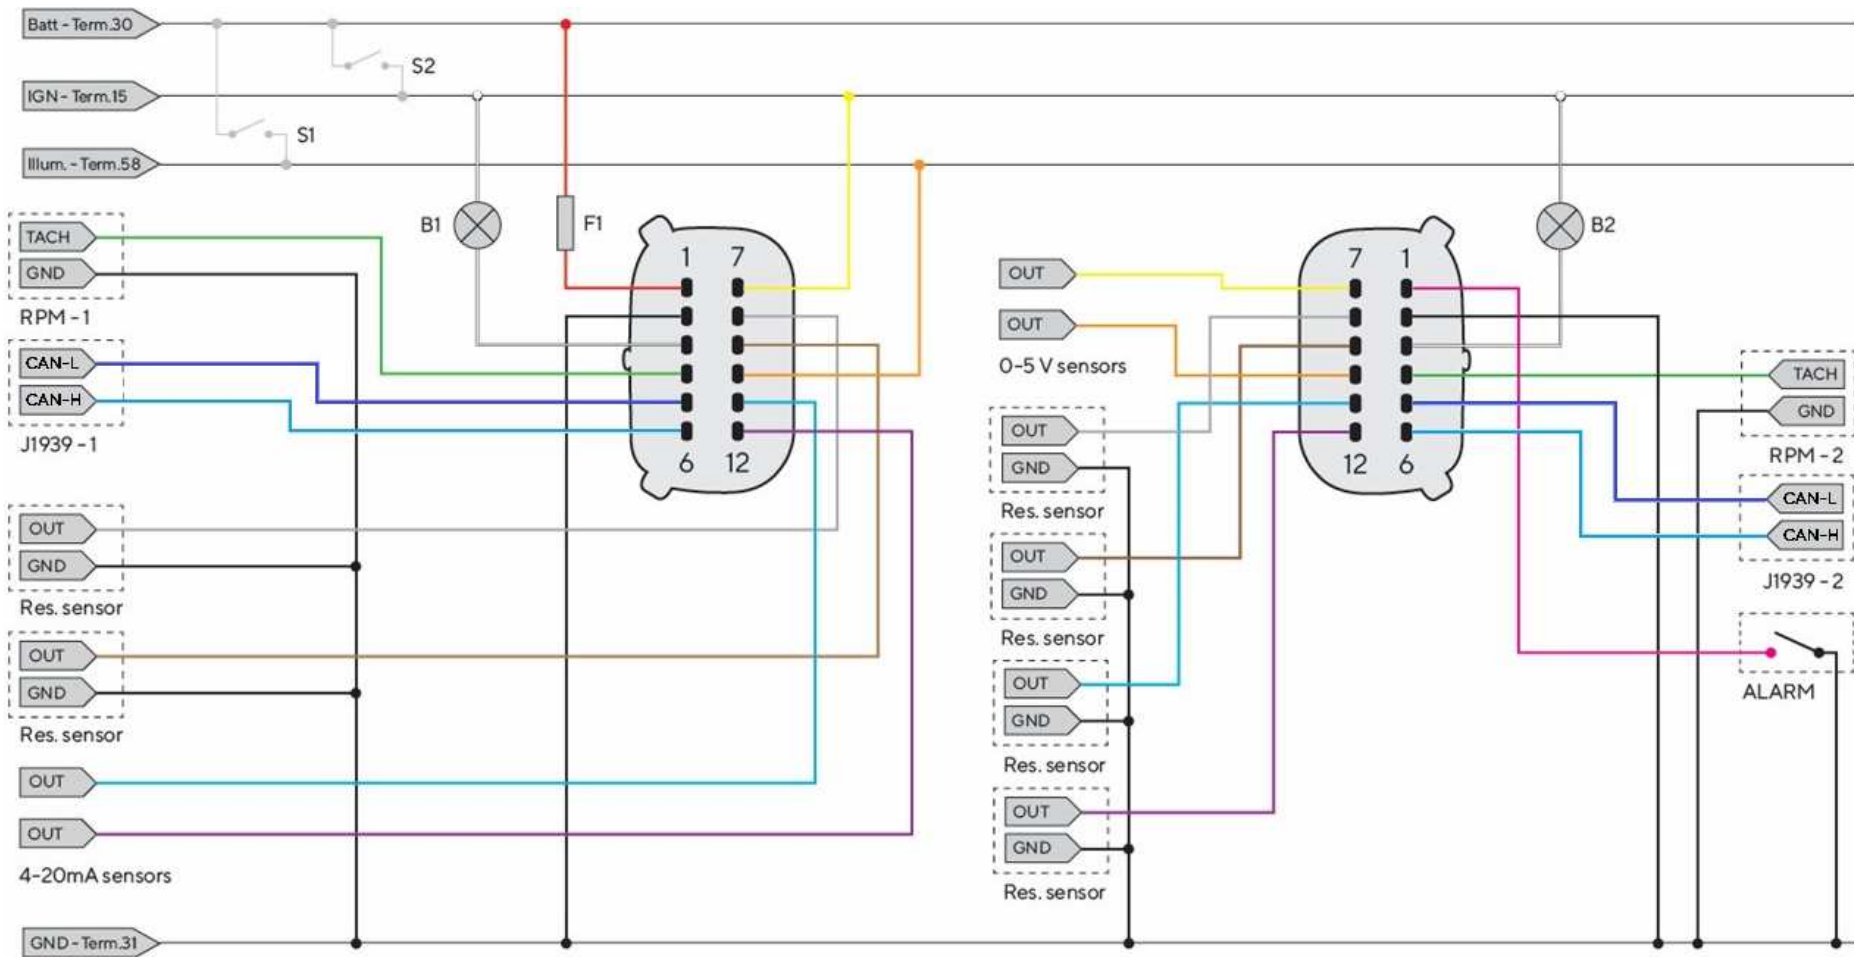 Batt - Term.30
S2
IGN - Term.15
S1
Illum. - Term.58
B1
F1
B2
TACH
GND
RPM - 1
CAN-L
CAN-H
J1939 - 1
OUT
GND
Res. sensor
OUT
GND
Res. sensor
OUT
OUT
4-20mA sensors
GND - Term.31
1 7
6 12
OUT
OUT
0-5 V sensors
OUT
GND
Res. sensor
OUT
GND
Res. sensor
OUT
GND
Res. sensor
OUT
GND
Res. sensor
7 1
12 6
TACH
GND
RPM - 2
CAN-L
CAN-H
J1939 - 2
ALARM